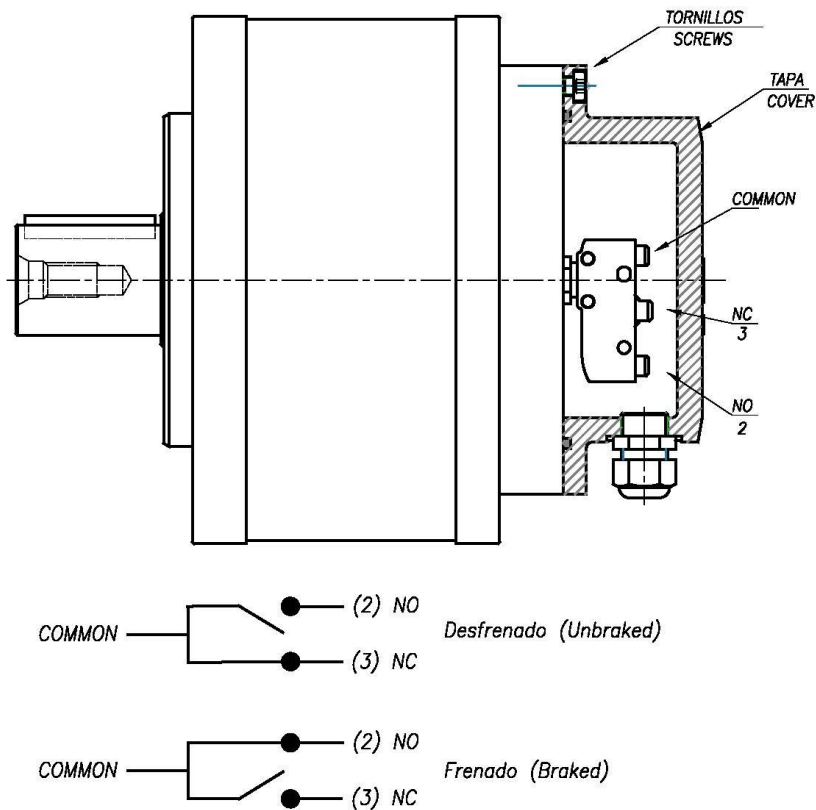 TORNILLOS
SCREWS
TAPA
COVER
COMMON
NC
3
NO
2
(2) NO
COMMON
Desfrenado (Unbraked)
(3) NC
(2) NO
COMMON
Frenado (Braked)
(3) NC